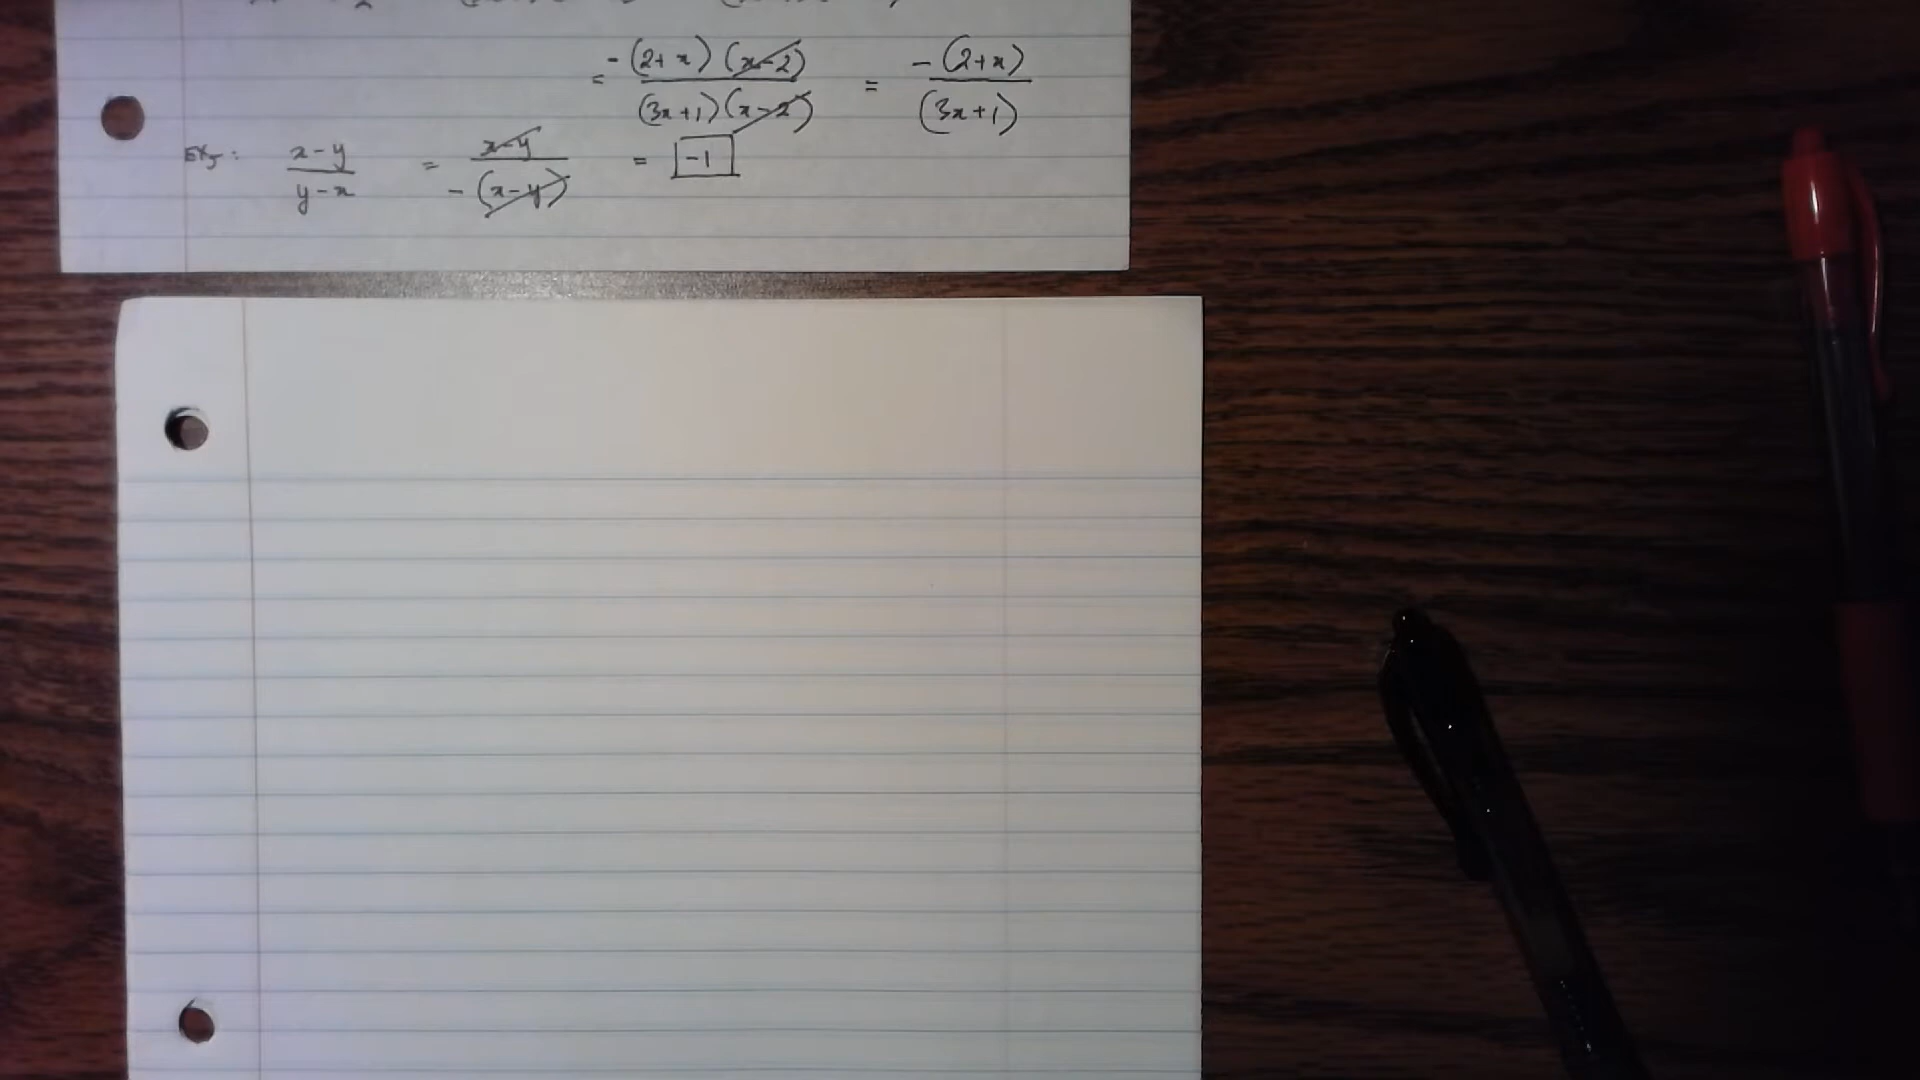 = -(2+x)(x-2) / (3x+1)(x-2) = -(2+x) / (3x+1)
EX5: x-y / y-x = x-y / -(x-y) = -1